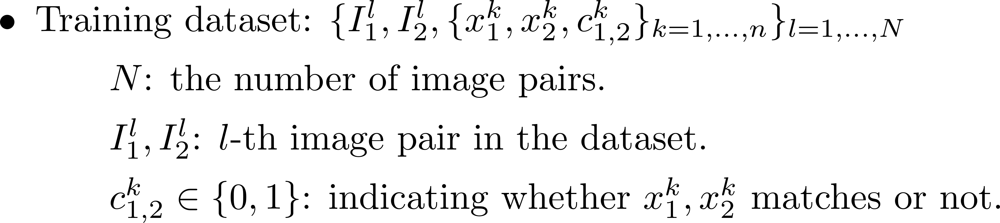 • Training dataset: $\{I_1^l, I_2^l, \{x_1^k, x_2^k, c_{1,2}^k\}_{k=1,\ldots,n}\}_{l=1,\ldots,N}$
$N$: the number of image pairs.
$I_1^l, I_2^l$: $l$-th image pair in the dataset.
$c_{1,2}^k \in \{0, 1\}$: indicating whether $x_1^k, x_2^k$ matches or not.